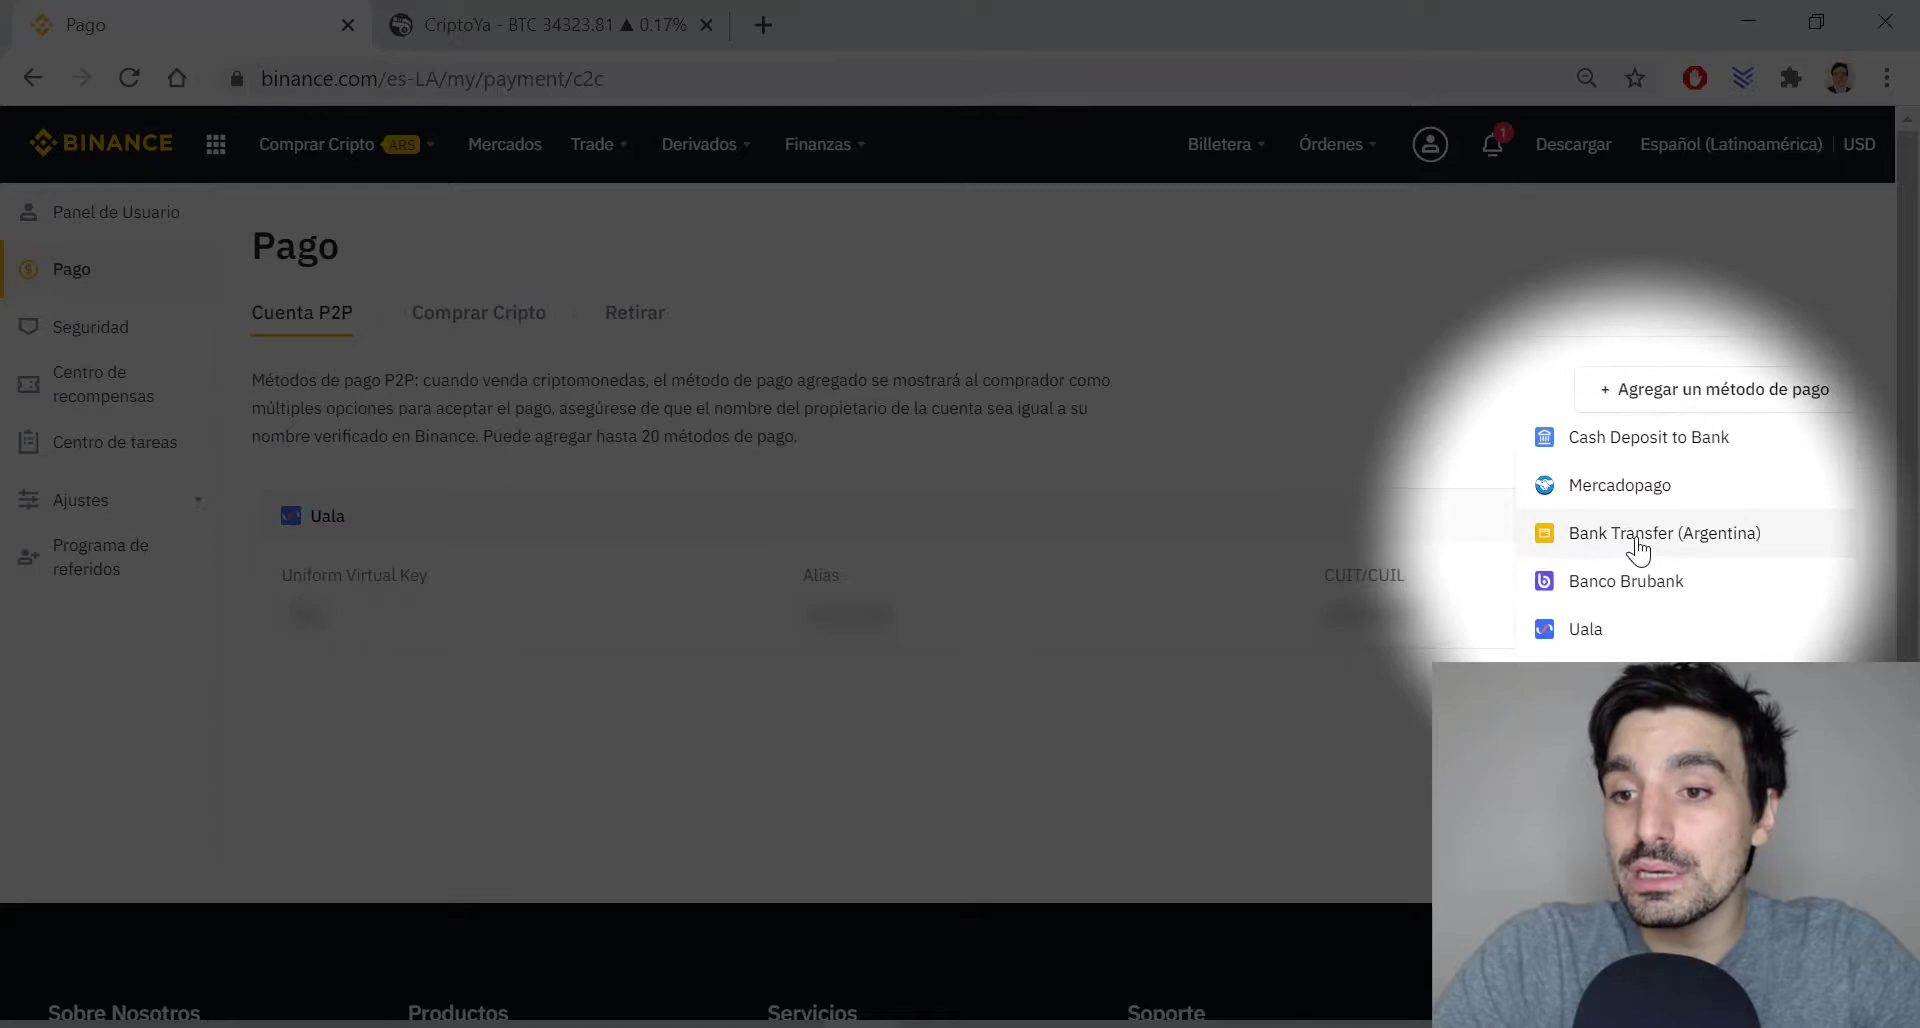 Pago
CriptoYa - BTC 34323.81 ▲ 0.17%
binance.com/es-LA/my/payment/c2c
BINANCE
Comprar Cripto ARS
Mercados
Trade
Derivados
Finanzas
Billetera
Órdenes
1
Descargar
Español (Latinoamérica)
USD
Panel de Usuario
Pago
Seguridad
Centro de
recompensas
Centro de tareas
Ajustes
Programa de
referidos
Pago
Cuenta P2P
Comprar Cripto
Retirar
Métodos de pago P2P: cuando venda criptomonedas, el método de pago agregado se mostrará al comprador como
múltiples opciones para aceptar el pago, asegúrese de que el nombre del propietario de la cuenta sea igual a su
nombre verificado en Binance. Puede agregar hasta 20 métodos de pago.
+ Agregar un método de pago
Cash Deposit to Bank
Mercadopago
Bank Transfer (Argentina)
Banco Brubank
Uala
Uala
Uniform Virtual Key
Alias
CUIT/CUIL
Sobre Nosotros
Productos
Servicios
Soporte